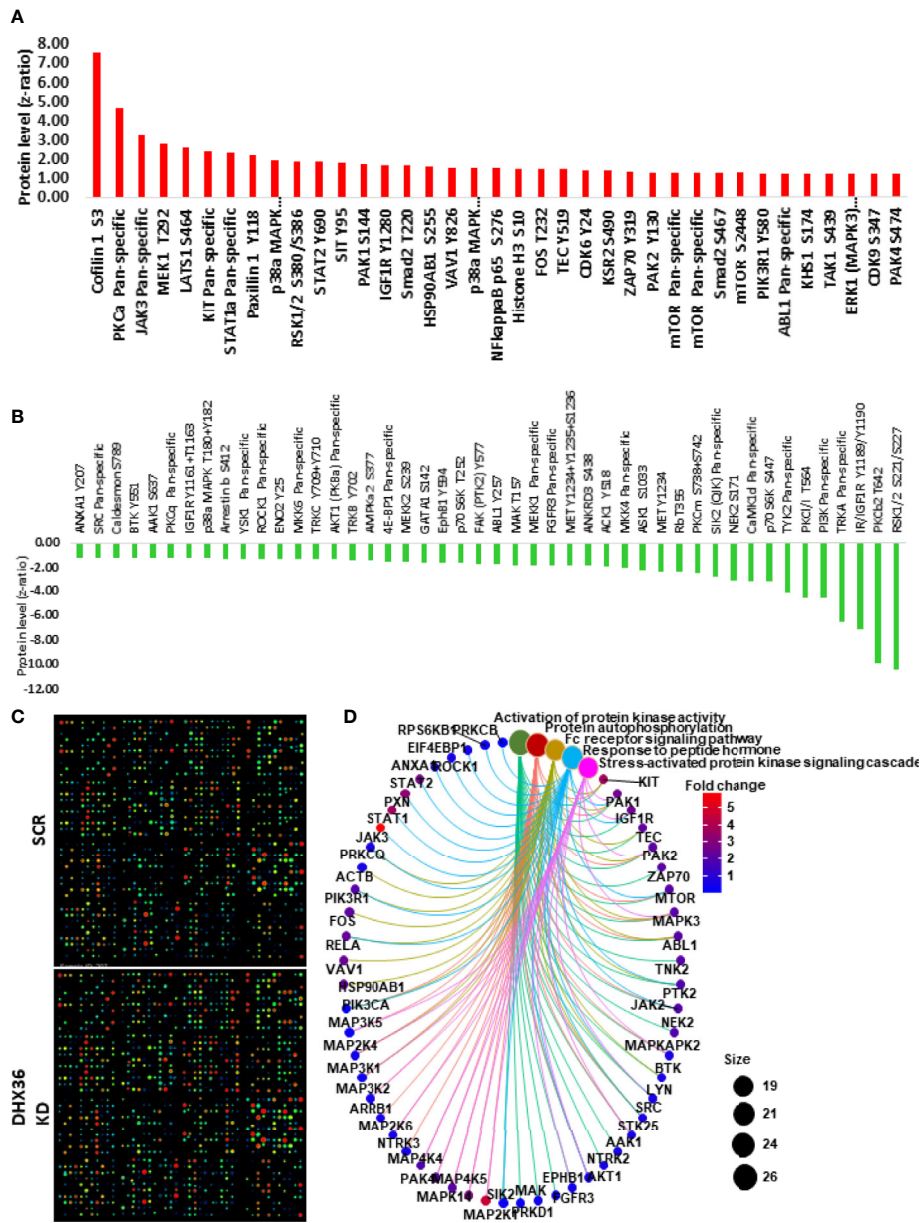 A
Protein level (z-ratio)
8.00
7.00
6.00
5.00
4.00
3.00
2.00
1.00
0.00
Cofilin 1 S3
PKCa Pan-specific
JAK3 Pan-specific
MEK1 T292
LATS1 S464
KIT Pan-specific
STAT1a Pan-specific
Paxillin 1 Y118
p38a MAPK...
RSK1/2 S380/S386
STAT2 Y690
SIT Y95
PAK1 S144
IGF1R Y1280
Smad2 T220
HSP90AB1 S255
VAV1 Y826
p38a MAPK...
NFkappaB p65 S276
Histone H3 S10
FOS T232
TEC Y519
CDK6 Y24
KSR2 S490
ZAP70 Y319
PAK2 Y130
mTOR Pan-specific
mTOR Pan-specific
Smad2 S467
mTOR S2448
PIK3R1 Y580
ABL1 Pan-specific
KHS1 S174
TAK1 S439
ERK1 (MAPK3)...
CDK9 S347
PAK4 S474
B
Protein level (z-ratio)
0.00
-2.00
-4.00
-6.00
-8.00
-10.00
-12.00
ANXA1 Y207
SRC Pan-specific
Caldesmon S789
BTK Y551
AAK1 S637
PKCq Pan-specific
IGF1R Y1161+T1163
p38a MAPK T180+Y182
Arrestin b S412
YSK1 Pan-specific
ROCK1 Pan-specific
ENO2 Y25
MKK6 Pan-specific
TRKC Y709+Y710
AKT1 (PKBa) Pan-specific
TRKB Y702
AMPKa2 S377
4E-BP1 Pan-specific
MEKK2 S239
GATA1 S142
EphB1 Y594
p70 S6K T252
FAK (PTK2) Y577
ABL1 Y257
MAK T157
MEKK1 Pan-specific
FGFR3 Pan-specific
MET Y1234+Y1235+S1236
ANKRD3 S438
ACK1 Y518
MKK4 Pan-specific
ASK1 S1033
MET Y1234
Rb T356
PKCm S738+S742
SIK2 (QIK) Pan-specific
NEK2 S171
CaMK1d Pan-specific
p70 S6K S447
TYK2 Pan-specific
PKCl/i T564
PI3K Pan-specific
TRKA Pan-specific
IR/IGF1R Y1189/Y1190
PKCb2 T642
RSK1/2 S221/S227
C
SCR
DHX36
KD
D
Activation of protein kinase activity
Protein autophosphorylation
Fc receptor signaling pathway
Response to peptide hormone
Stress-activated protein kinase signaling cascade
KIT
PAK1
IGF1R
TEC
PAK2
ZAP70
MTOR
MAPK3
ABL1
TNK2
PTK2
JAK2
NEK2
MAPKAPK2
BTK
LYN
SRC
STK25
AAK1
NTRK2
AKT1
EPHB1
FGFR3
MAK
PRKD1
SIK2
MAP2K1
MAP4K5
MAPK14
PAK4
MAP4K4
NTRK3
MAP2K6
ARRB1
MAP3K2
MAP3K1
MAP2K4
MAP3K5
PIK3CA
HSP90AB1
VAV1
RELA
FOS
PIK3R1
ACTB
PRKCQ
JAK3
STAT1
PXN
STAT2
ANXA1
ROCK1
EIF4EBP1
RPS6KB1
PRKCB
Fold change
5
4
3
2
1
Size
19
21
24
26